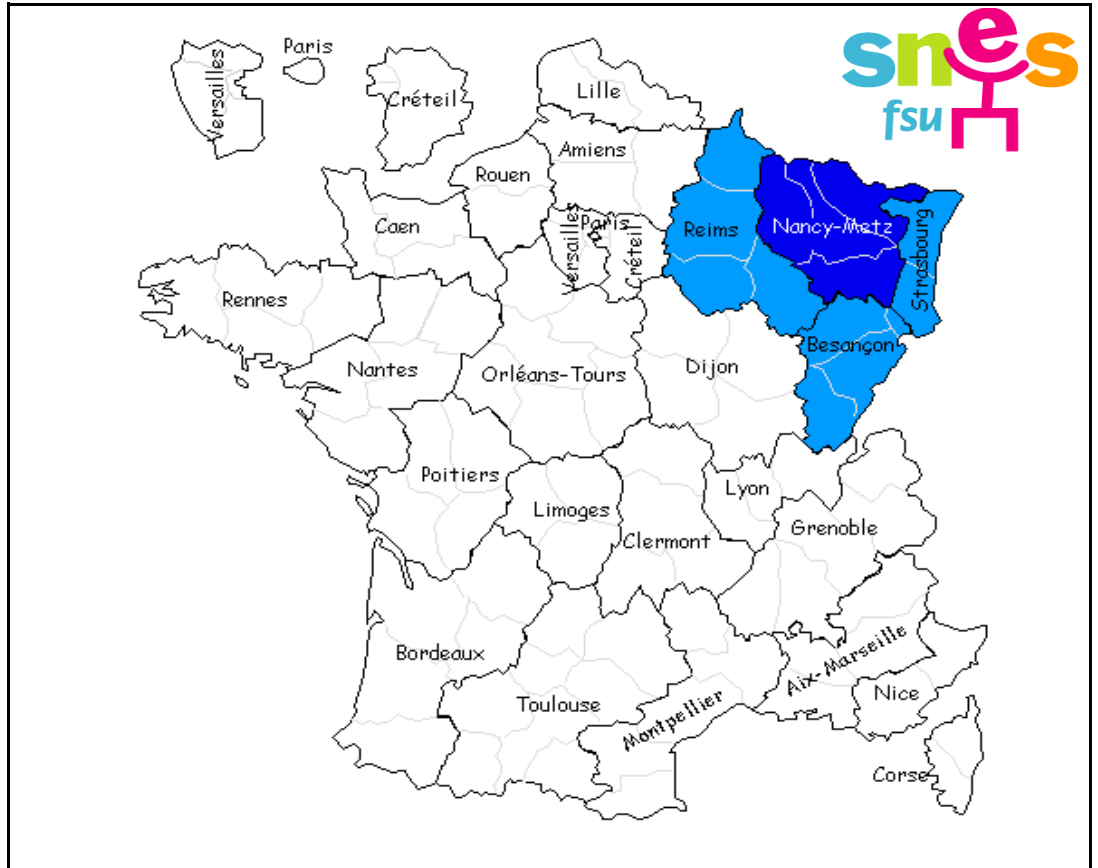 Paris
Versailles
Créteil
Lille
snes
fsu
Amiens
Rouen
Caen
Versailles
Paris
Créteil
Reims
Nancy-Metz
Strasbourg
Rennes
Besançon
Nantes
Orléans-Tours
Dijon
Poitiers
Limoges
Lyon
Clermont
Grenoble
Bordeaux
Toulouse
Montpellier
Aix-Marseille
Nice
Corse